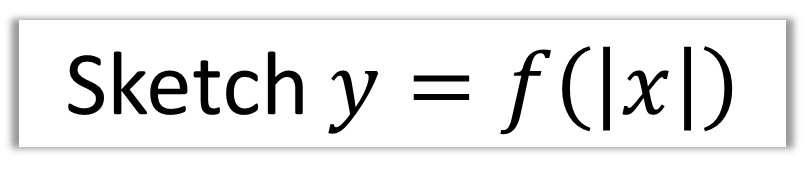 Sketch 𝑦 = 𝑓(|𝑥|)